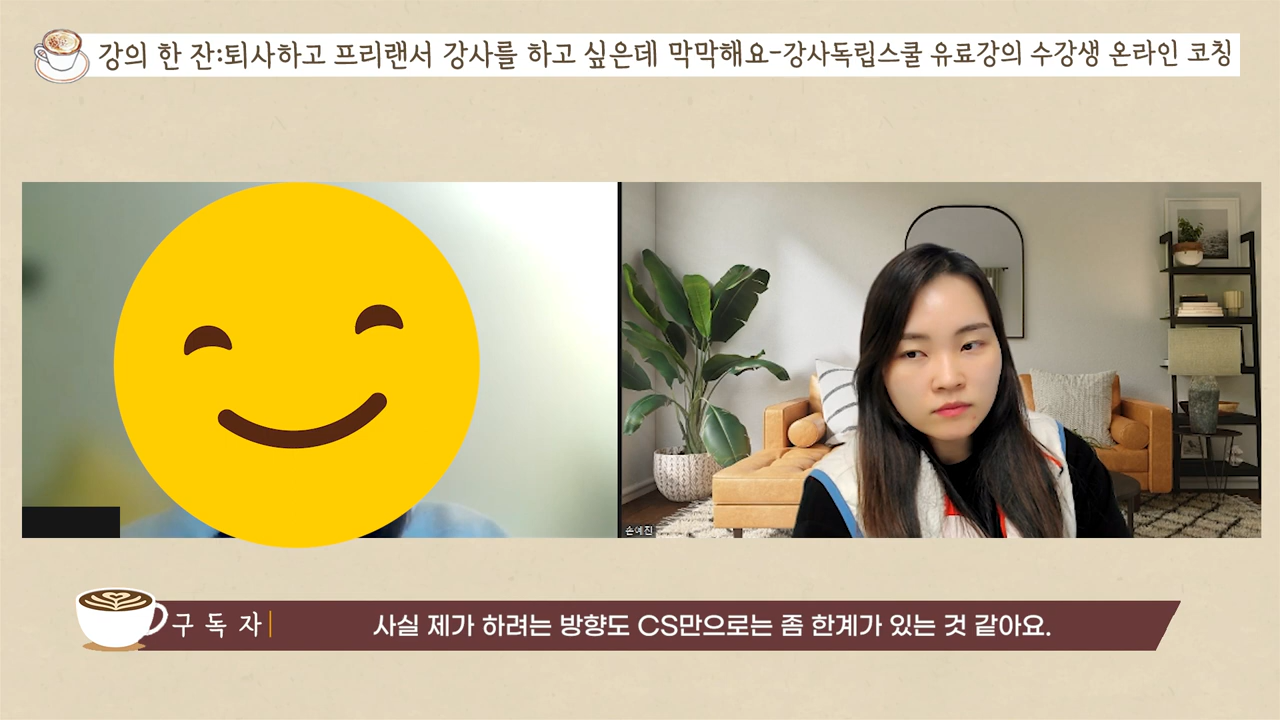 강의 한 잔:퇴사하고 프리랜서 강사를 하고 싶은데 막막해요-강사독립스쿨 유료강의 수강생 온라인 코칭
손예진
구독자
사실 제가 하려는 방향도 CS만으로는 좀 한계가 있는 것 같아요.